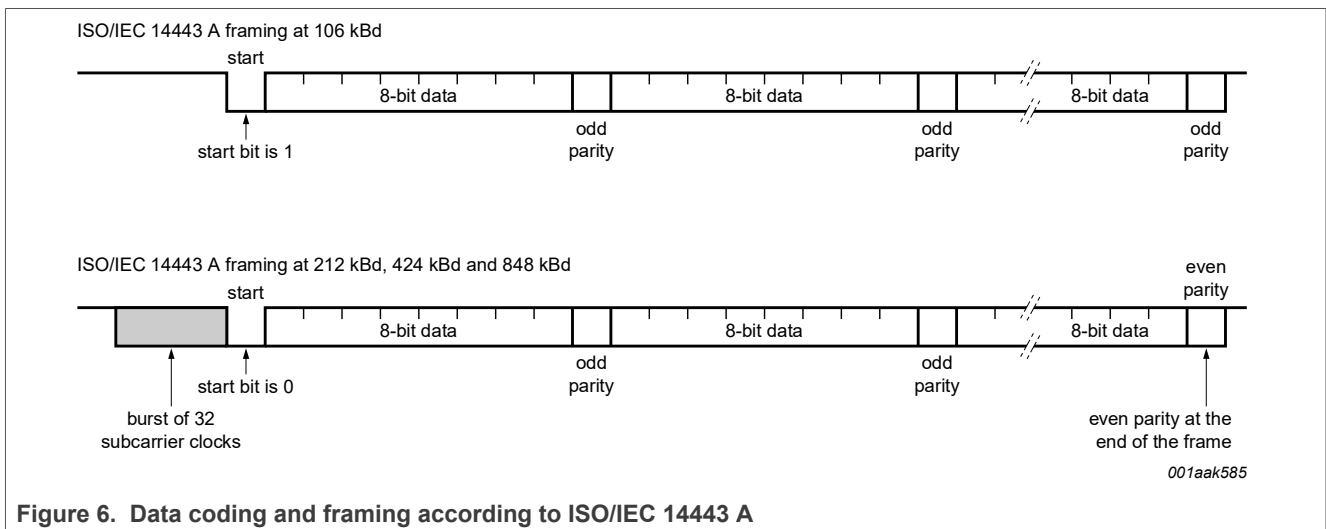 ISO/IEC 14443 A framing at 106 kBd
start
8-bit data
8-bit data
8-bit data
start bit is 1
odd
parity
odd
parity
odd
parity
ISO/IEC 14443 A framing at 212 kBd, 424 kBd and 848 kBd
even
parity
start
8-bit data
8-bit data
8-bit data
start bit is 0
odd
parity
odd
parity
burst of 32
subcarrier clocks
even parity at the
end of the frame
001aak585
Figure 6. Data coding and framing according to ISO/IEC 14443 A